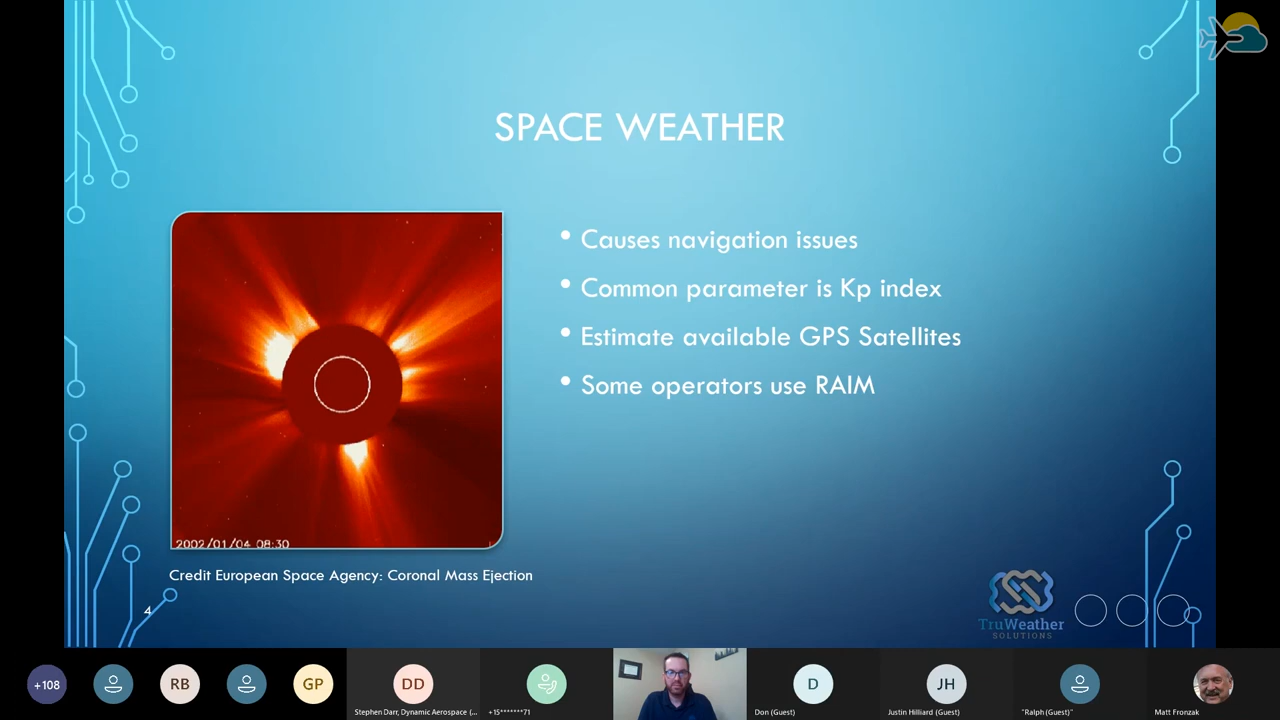 SPACE WEATHER
• Causes navigation issues
• Common parameter is Kp index
• Estimate available GPS Satellites
• Some operators use RAIM
2002/01/04 08:30
Credit European Space Agency: Coronal Mass Ejection
4
TruWeather
SOLUTIONS
+108
RB
GP
DD
Stephen Darr, Dynamic Aerospace (...
+15*******71
D
Don (Guest)
JH
Justin Hilliard (Guest)
"Ralph (Guest)"
Matt Fronzak